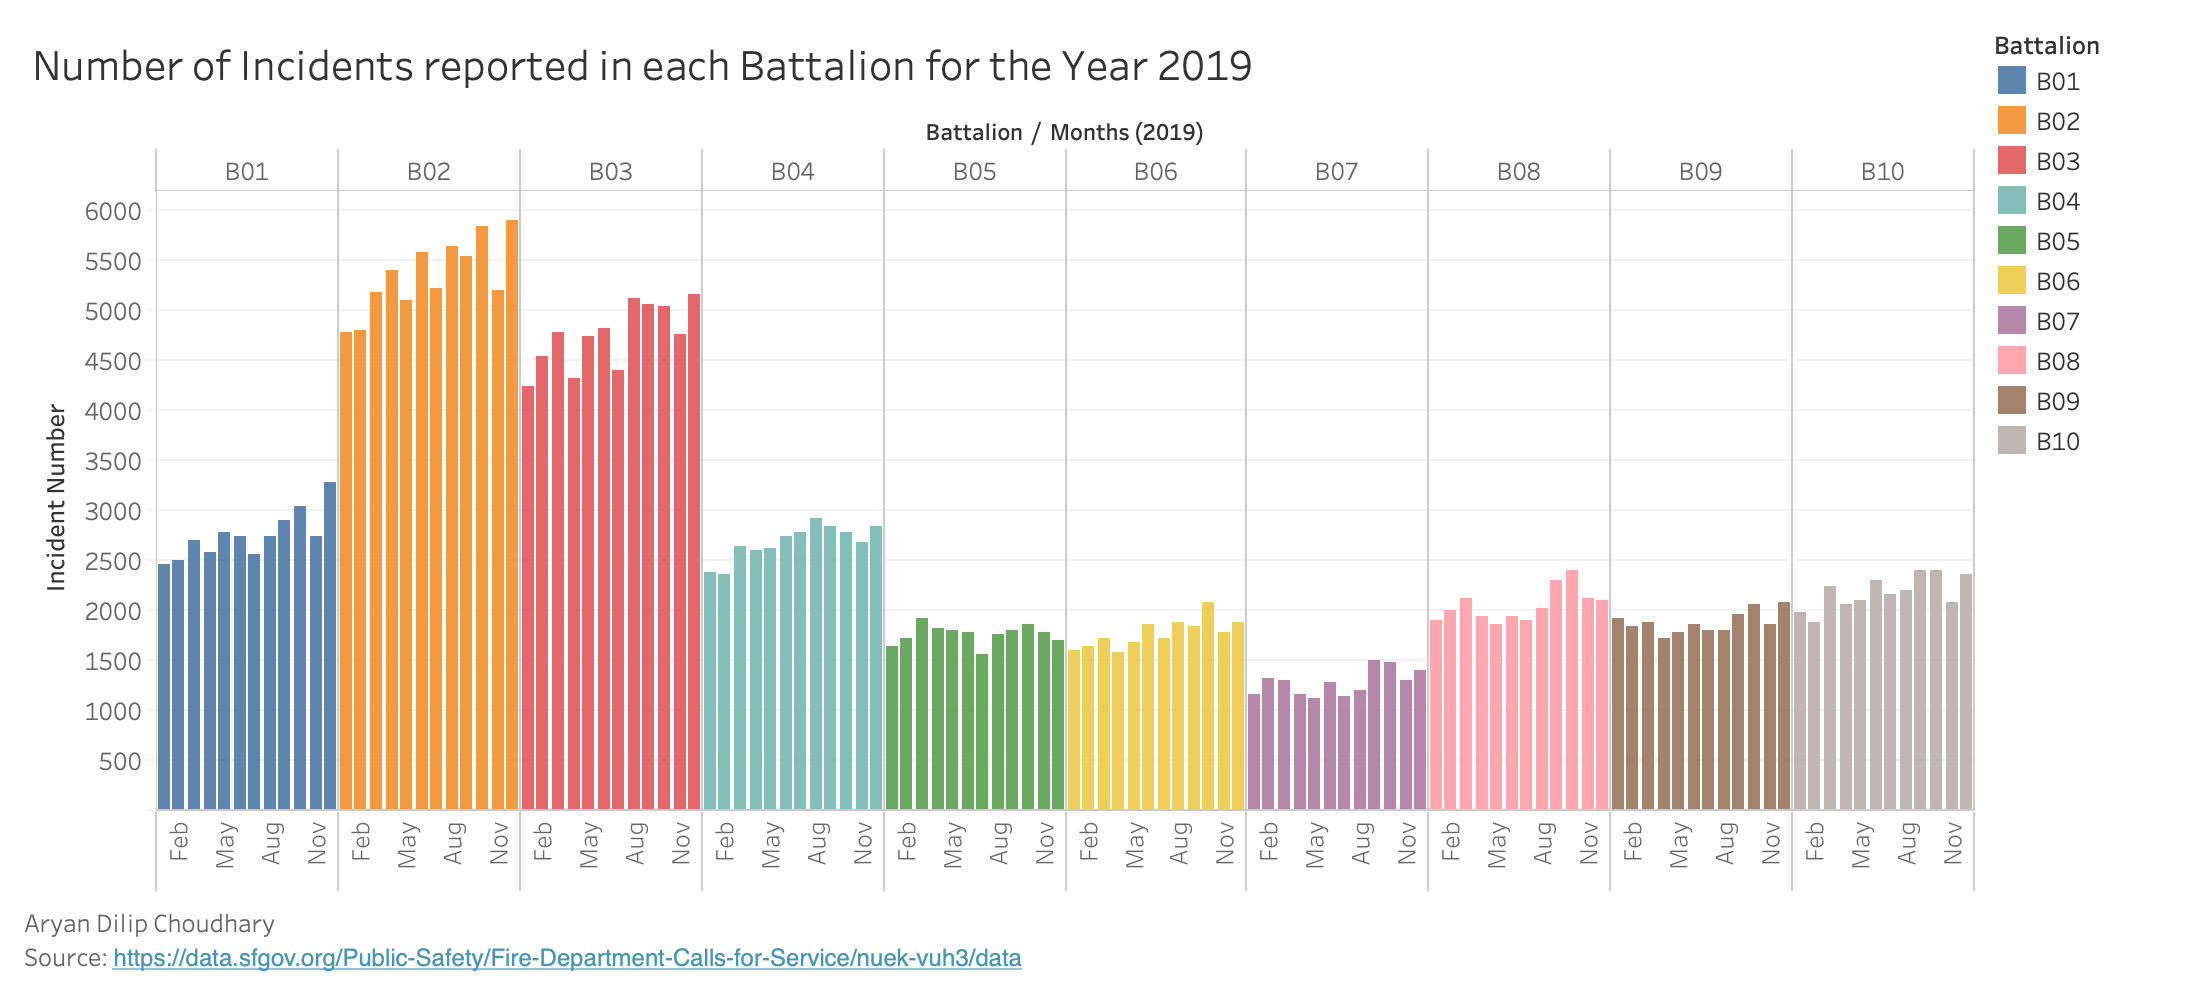 Number of Incidents reported in each Battalion for the Year 2019
Battalion / Months (2019)
B01 B02 B03 B04 B05 B06 B07 B08 B09 B10
Incident Number
6000
5500
5000
4500
4000
3500
3000
2500
2000
1500
1000
500
Feb May Aug Nov Feb May Aug Nov Feb May Aug Nov Feb May Aug Nov Feb May Aug Nov Feb May Aug Nov Feb May Aug Nov Feb May Aug Nov Feb May Aug Nov Feb May Aug Nov
Battalion
B01
B02
B03
B04
B05
B06
B07
B08
B09
B10
Aryan Dilip Choudhary
Source: https://data.sfgov.org/Public-Safety/Fire-Department-Calls-for-Service/nuek-vuh3/data